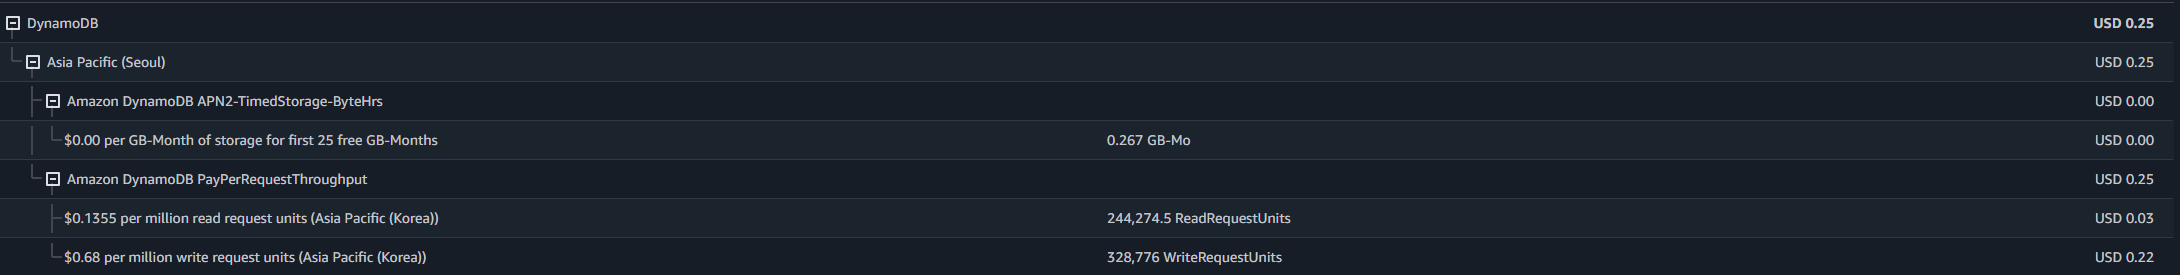 DynamoDB USD 0.25
Asia Pacific (Seoul) USD 0.25
Amazon DynamoDB APN2-TimedStorage-ByteHrs USD 0.00
$0.00 per GB-Month of storage for first 25 free GB-Months 0.267 GB-Mo USD 0.00
Amazon DynamoDB PayPerRequestThroughput USD 0.25
$0.1355 per million read request units (Asia Pacific (Korea)) 244,274.5 ReadRequestUnits USD 0.03
$0.68 per million write request units (Asia Pacific (Korea)) 328,776 WriteRequestUnits USD 0.22